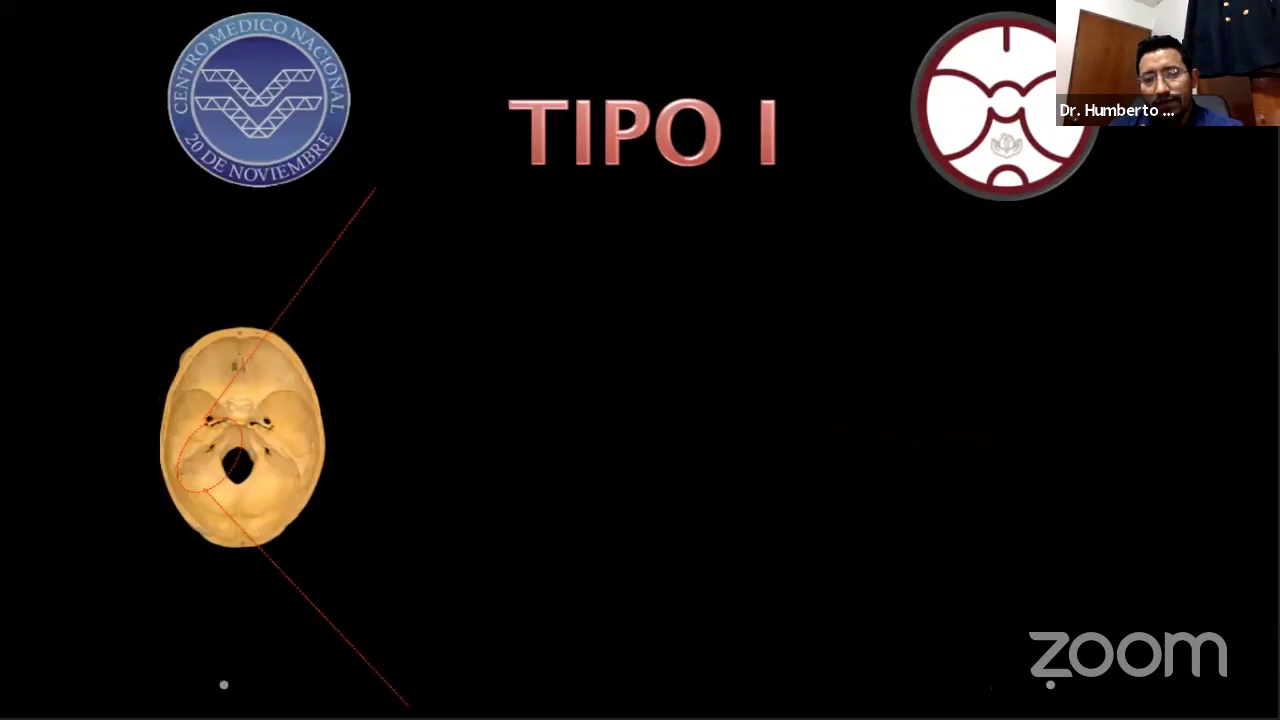 CENTRO MEDICO NACIONAL
20 DE NOVIEMBRE
TIPO I
Dr. Humberto ...
zoom